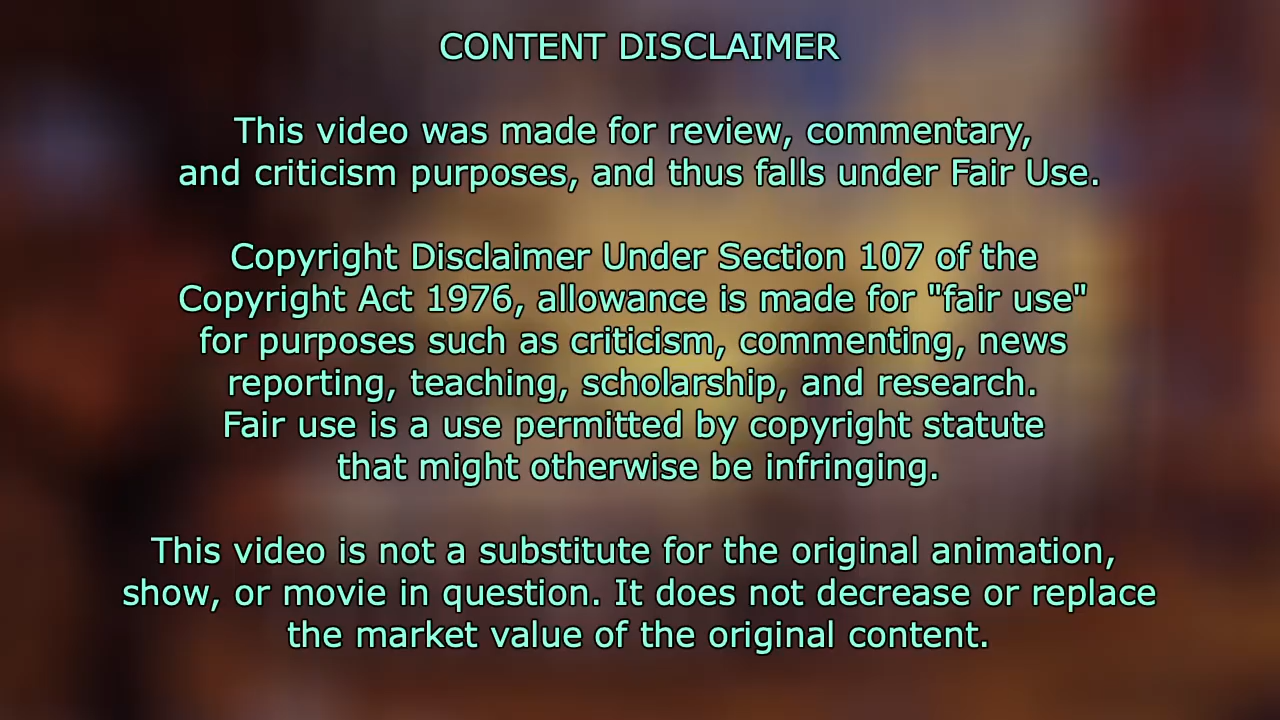 CONTENT DISCLAIMER
This video was made for review, commentary,
and criticism purposes, and thus falls under Fair Use.
Copyright Disclaimer Under Section 107 of the
Copyright Act 1976, allowance is made for "fair use"
for purposes such as criticism, commenting, news
reporting, teaching, scholarship, and research.
Fair use is a use permitted by copyright statute
that might otherwise be infringing.
This video is not a substitute for the original animation,
show, or movie in question. It does not decrease or replace
the market value of the original content.